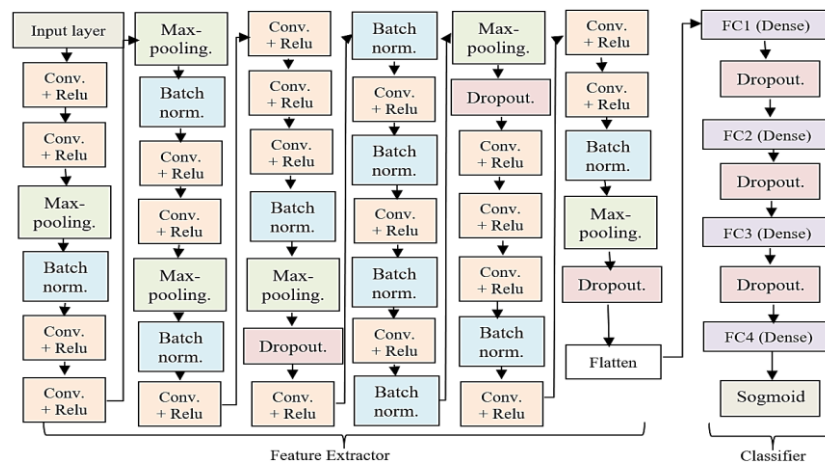 Input layer
Conv.
+ Relu
Conv.
+ Relu
Max-
pooling.
Batch
norm.
Conv.
+ Relu
Conv.
+ Relu
Max-
pooling.
Batch
norm.
Conv.
+ Relu
Conv.
+ Relu
Max-
pooling.
Batch
norm.
Conv.
+ Relu
Conv.
+ Relu
Conv.
+ Relu
Conv.
+ Relu
Batch
norm.
Max-
pooling.
Dropout.
Conv.
+ Relu
Batch
norm.
Conv.
+ Relu
Batch
norm.
Conv.
+ Relu
Batch
norm.
Conv.
+ Relu
Batch
norm.
Max-
pooling.
Dropout.
Conv.
+ Relu
Conv.
+ Relu
Conv.
+ Relu
Batch
norm.
Conv.
+ Relu
Conv.
+ Relu
Conv.
+ Relu
Batch
norm.
Max-
pooling.
Dropout.
Flatten
FC1 (Dense)
Dropout.
FC2 (Dense)
Dropout.
FC3 (Dense)
Dropout.
FC4 (Dense)
Sogmoid
Feature Extractor
Classifier